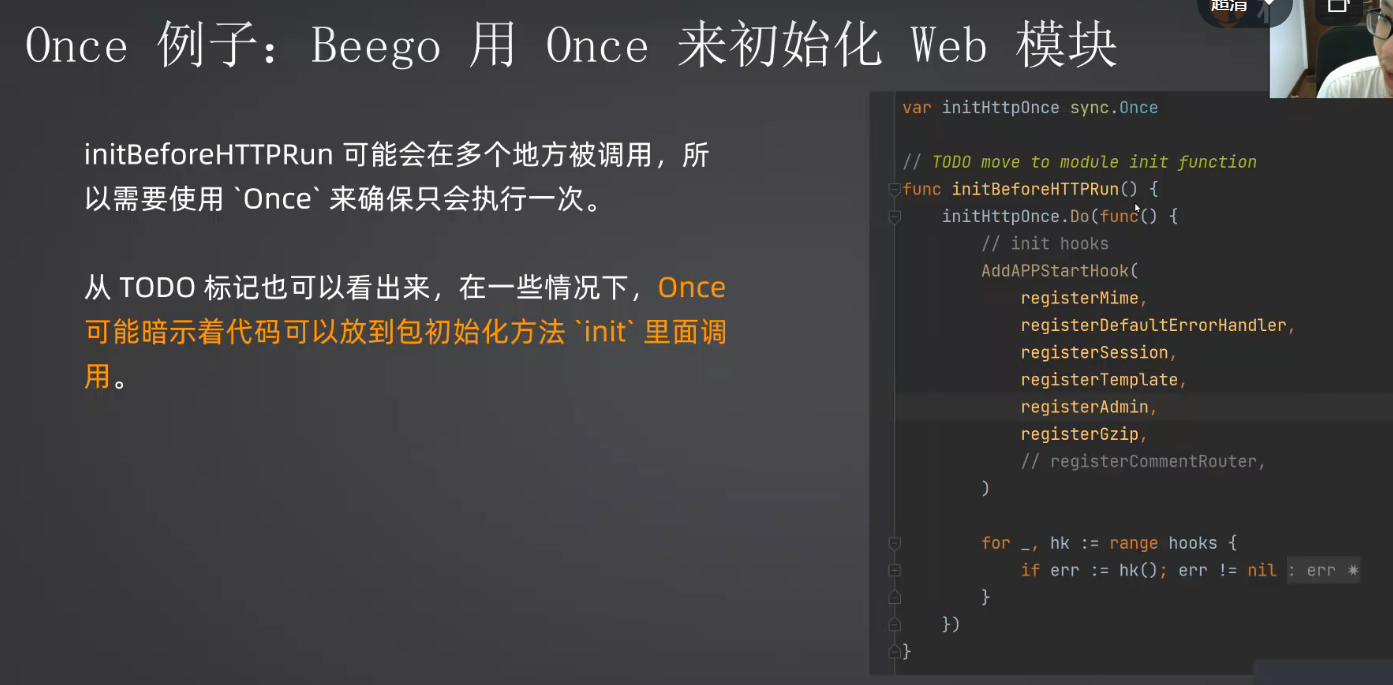 超清
Once 例子：Beego 用 Once 来初始化 Web 模块
initBeforeHTTPRun 可能会在多个地方被调用，所
以需要使用 `Once` 来确保只会执行一次。
从 TODO 标记也可以看出来，在一些情况下，Once
可能暗示着代码可以放到包初始化方法 `init` 里面调
用。
var initHttpOnce sync.Once
// TODO move to module init function
func initBeforeHTTPRun() {
initHttpOnce.Do(func() {
// init hooks
AddAPPStartHook(
registerMime,
registerDefaultErrorHandler,
registerSession,
registerTemplate,
registerAdmin,
registerGzip,
// registerCommentRouter,
)
for _, hk := range hooks {
if err := hk(); err != nil : err *
}
})
}